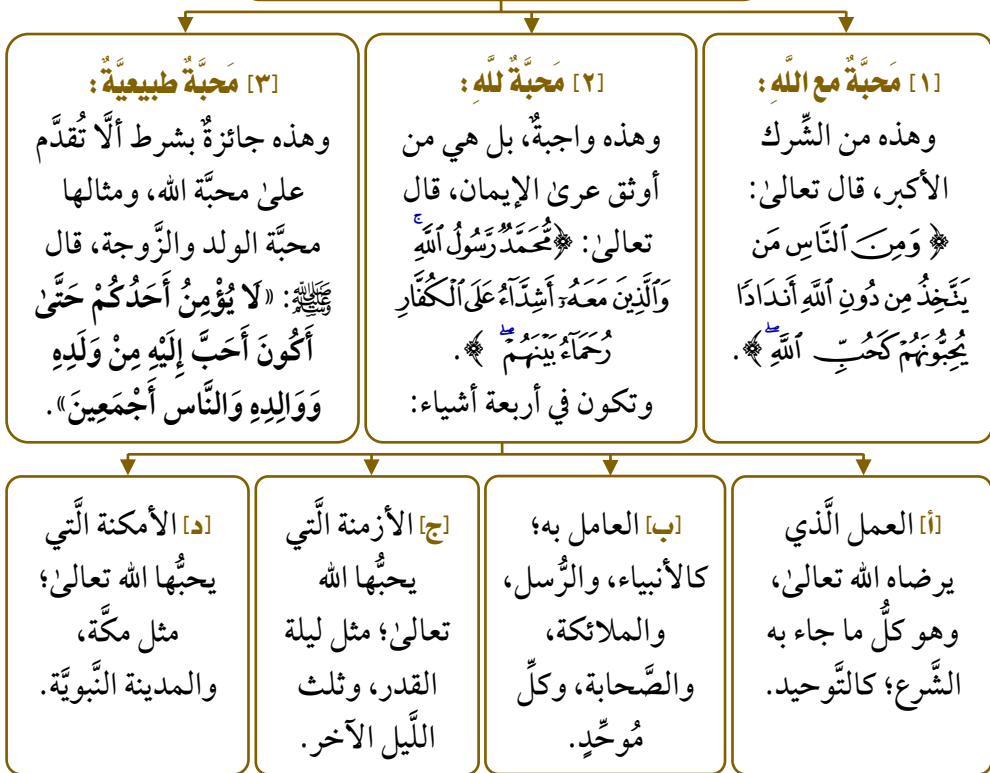 [١] مَحبَّةٌ مع اللَّه :
وهذه من الشِّرك
الأكبر، قال تعالىٰ:
﴿ وَمِنَ ٱلنَّاسِ مَن
يَتَّخِذُ مِن دُونِ ٱللَّهِ أَندَادًا
يُحِبُّونَهُمْ كَحُبِّ ٱللَّهِۖ ﴾.
[٢] مَحبَّةٌ للَّهِ :
وهذه واجبةٌ، بل هي من
أوثق عرىٰ الإيمان، قال
تعالىٰ: ﴿مُّحَمَّدٌ رَّسُولُ ٱللَّهِۚ
وَٱلَّذِينَ مَعَهُۥٓ أَشِدَّآءُ عَلَى ٱلْكُفَّارِ
رُحَمَآءُ بَيْنَهُمْۖ ﴾.
وتكون في أربعة أشياء:
[٣] مَحبَّةٌ طبيعيَّةٌ :
وهذه جائزةٌ بشرط ألَّا تُقدَّم
علىٰ محبَّة الله، ومثالها
محبَّة الولد والزَّوجة، قال
ﷺ: «لَا يُؤْمِنُ أَحَدُكُمْ حَتَّىٰ
أَكُونَ أَحَبَّ إِلَيْهِ مِنْ وَلَدِهِ
وَوَالِدِهِ وَالنَّاس أَجْمَعِينَ».
[أ] العمل الَّذي
يرضاه الله تعالىٰ،
وهو كلُّ ما جاء به
الشَّرع؛ كالتَّوحيد.
[ب] العامل به؛
كالأنبياء، والرُّسل،
والملائكة،
والصَّحابة، وكلِّ
مُوحِّدٍ.
[ج] الأزمنة الَّتي
يحبُّها الله
تعالىٰ؛ مثل ليلة
القدر، وثلث
اللَّيل الآخر.
[د] الأمكنة الَّتي
يحبُّها الله تعالىٰ؛
مثل مكَّة،
والمدينة النَّبويَّة.